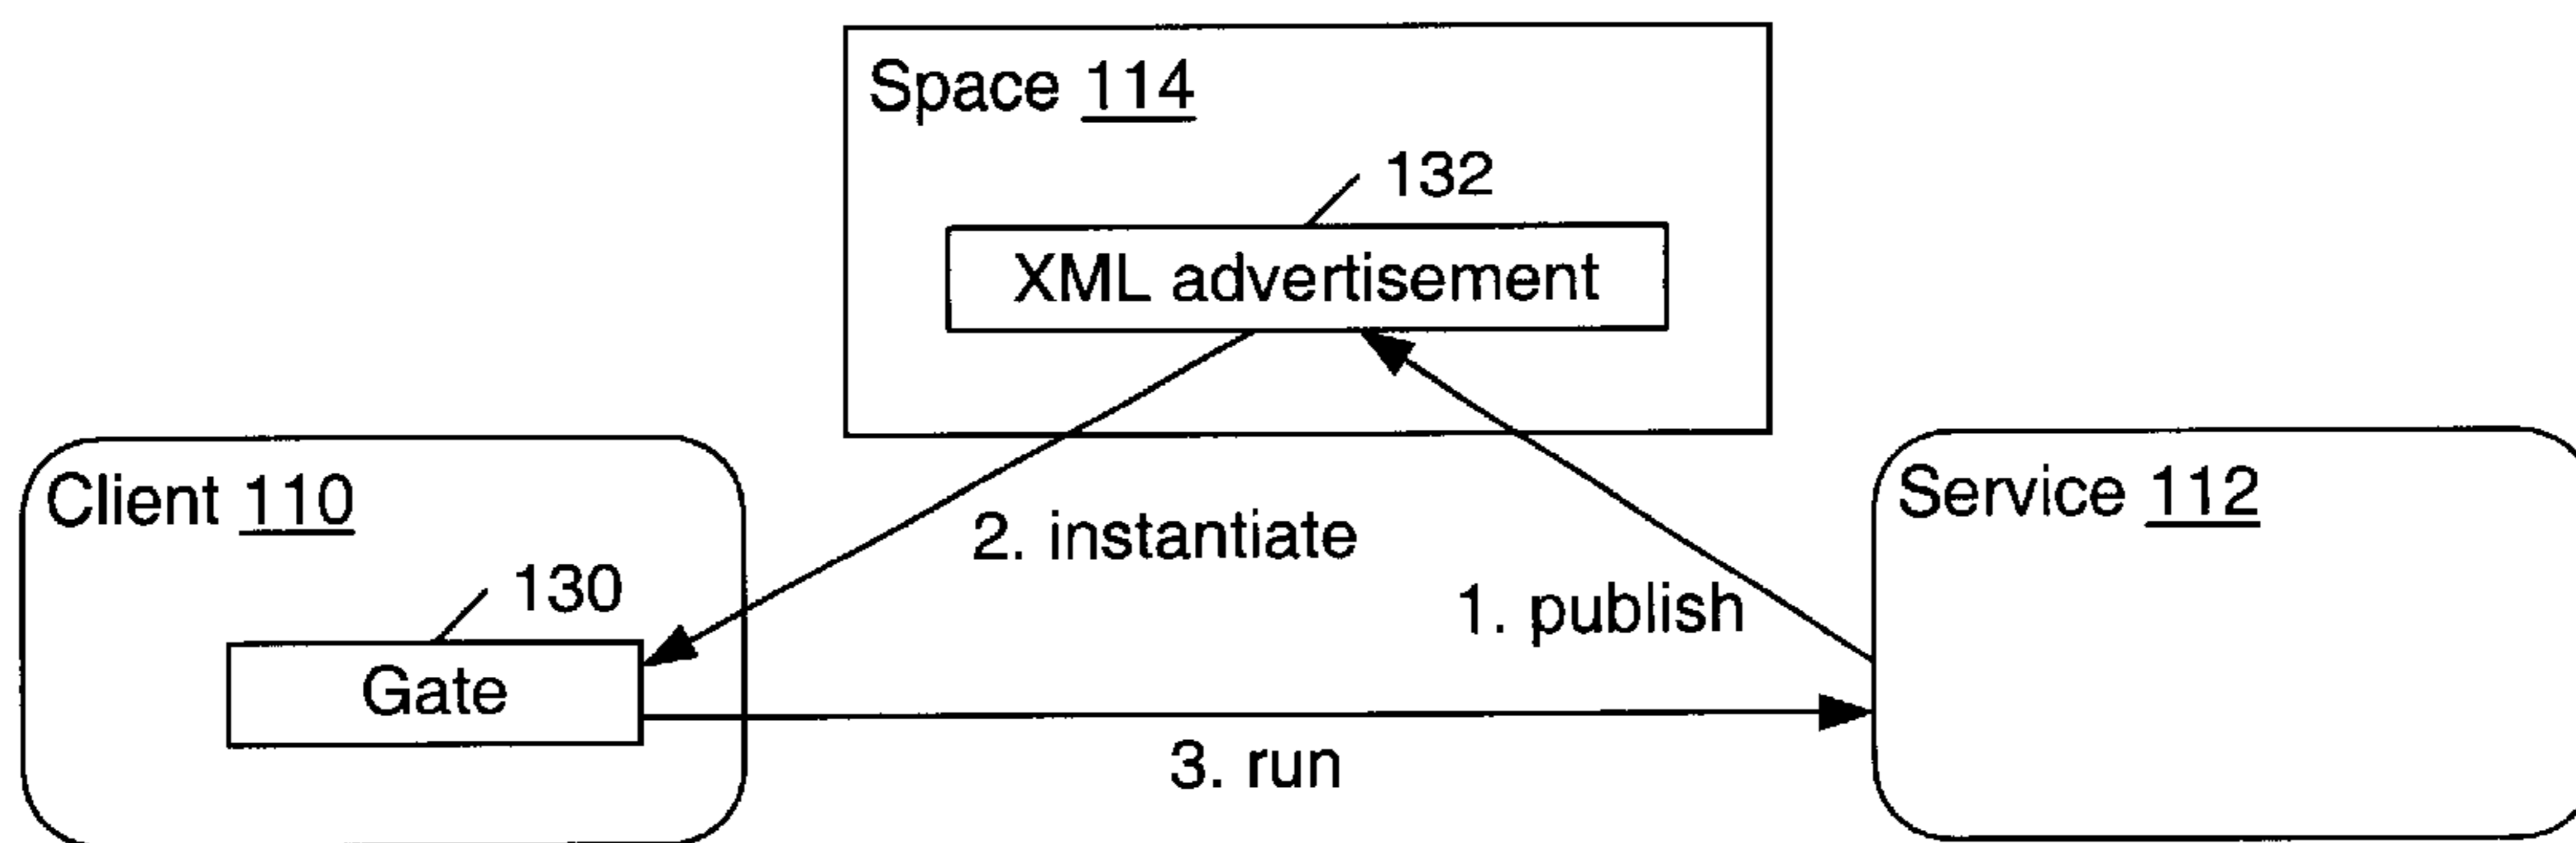 Space 114
132
XML advertisement
Client 110
Service 112
2. instantiate
130
1. publish
Gate
3. run